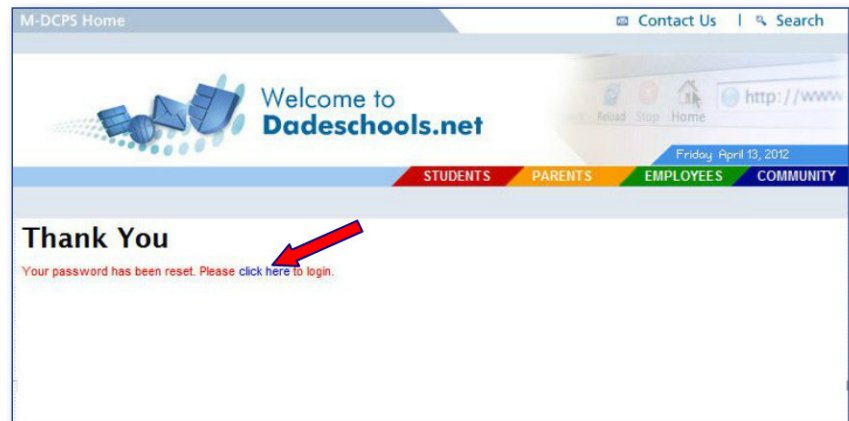 M-DCPS Home
Contact Us | Search
Welcome to
Dadeschools.net
Reload Stop Home
http://www
Friday April 13, 2012
STUDENTS PARENTS EMPLOYEES COMMUNITY
Thank You
Your password has been reset. Please click here to login.